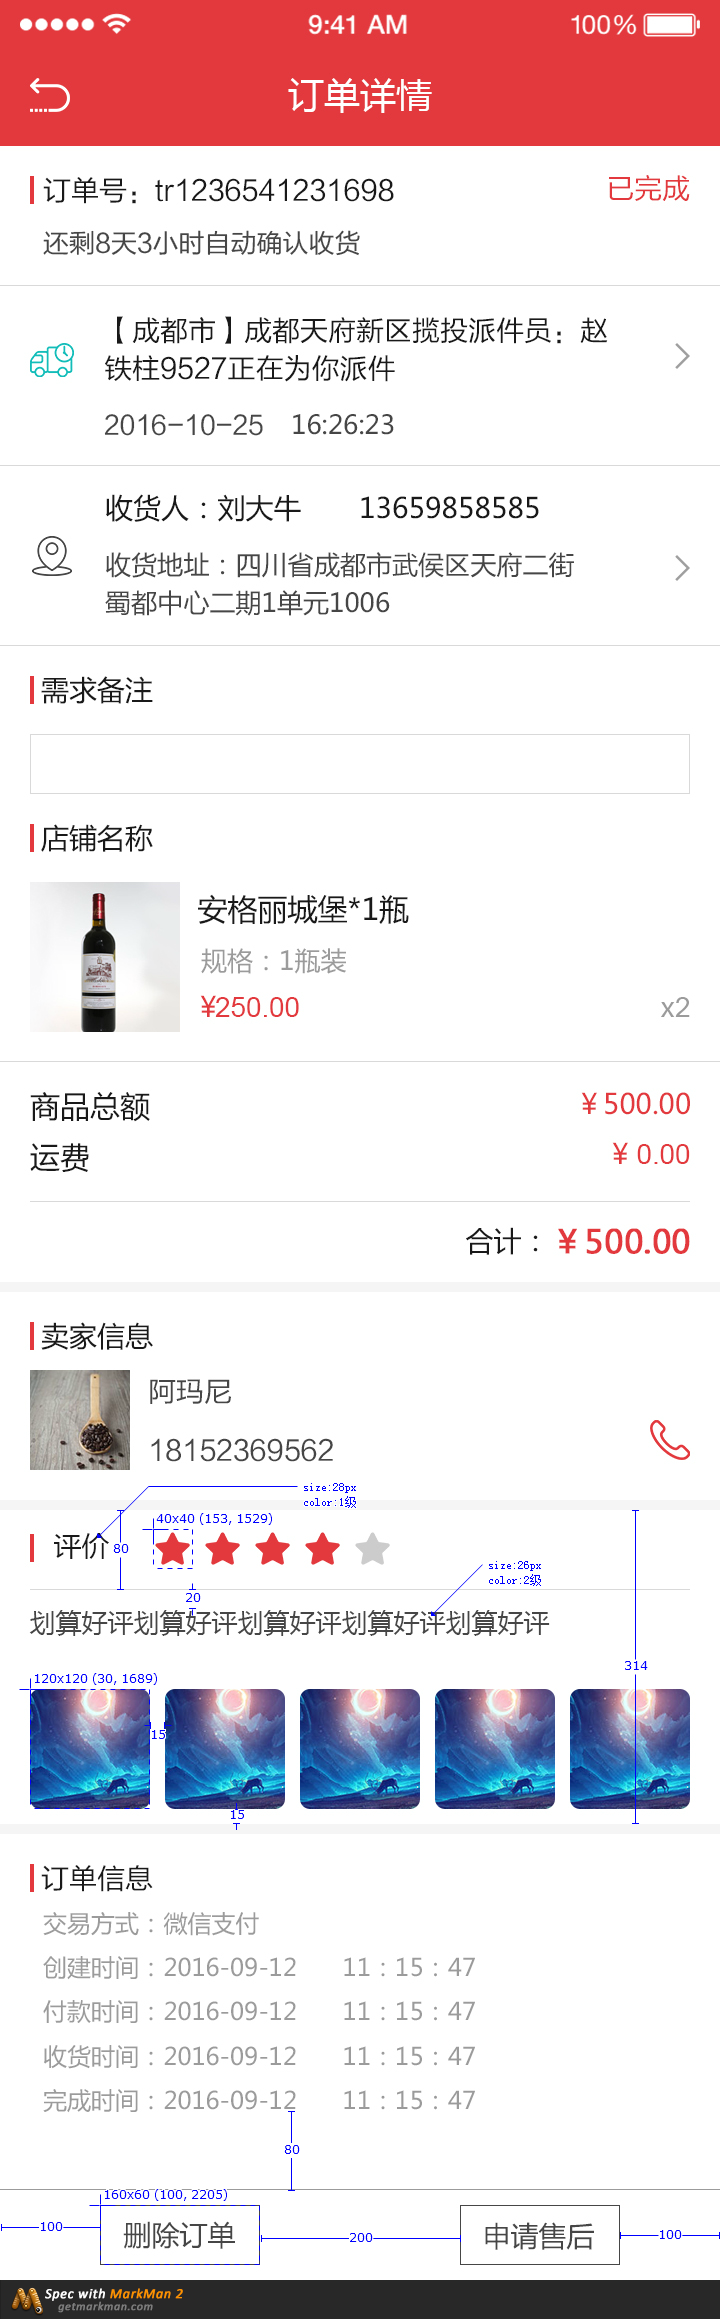 9:41 AM 100%
订单详情
订单号：tr1236541231698 已完成
还剩8天3小时自动确认收货
【成都市】成都天府新区揽投派件员：赵
铁柱9527正在为你派件
2016-10-25 16:26:23
收货人：刘大牛 13659858585
收货地址：四川省成都市武侯区天府二街
蜀都中心二期1单元1006
需求备注
店铺名称
安格丽城堡*1瓶
规格：1瓶装
¥250.00 x2
商品总额 ¥500.00
运费 ¥ 0.00
合计： ¥500.00
卖家信息
阿玛尼
18152369562
size:28px
color:1级
40x40 (153, 1529)
评价 80
size:26px
color:2级
20
划算好评划算好评划算好评划算好评划算好评
314
120x120 (30, 1689)
15
15
订单信息
交易方式：微信支付
创建时间：2016-09-12 11：15：47
付款时间：2016-09-12 11：15：47
收货时间：2016-09-12 11：15：47
完成时间：2016-09-12 11：15：47
80
160x60 (100, 2205)
100 删除订单 200 申请售后 100
Spec with MarkMan 2
getmarkman.com